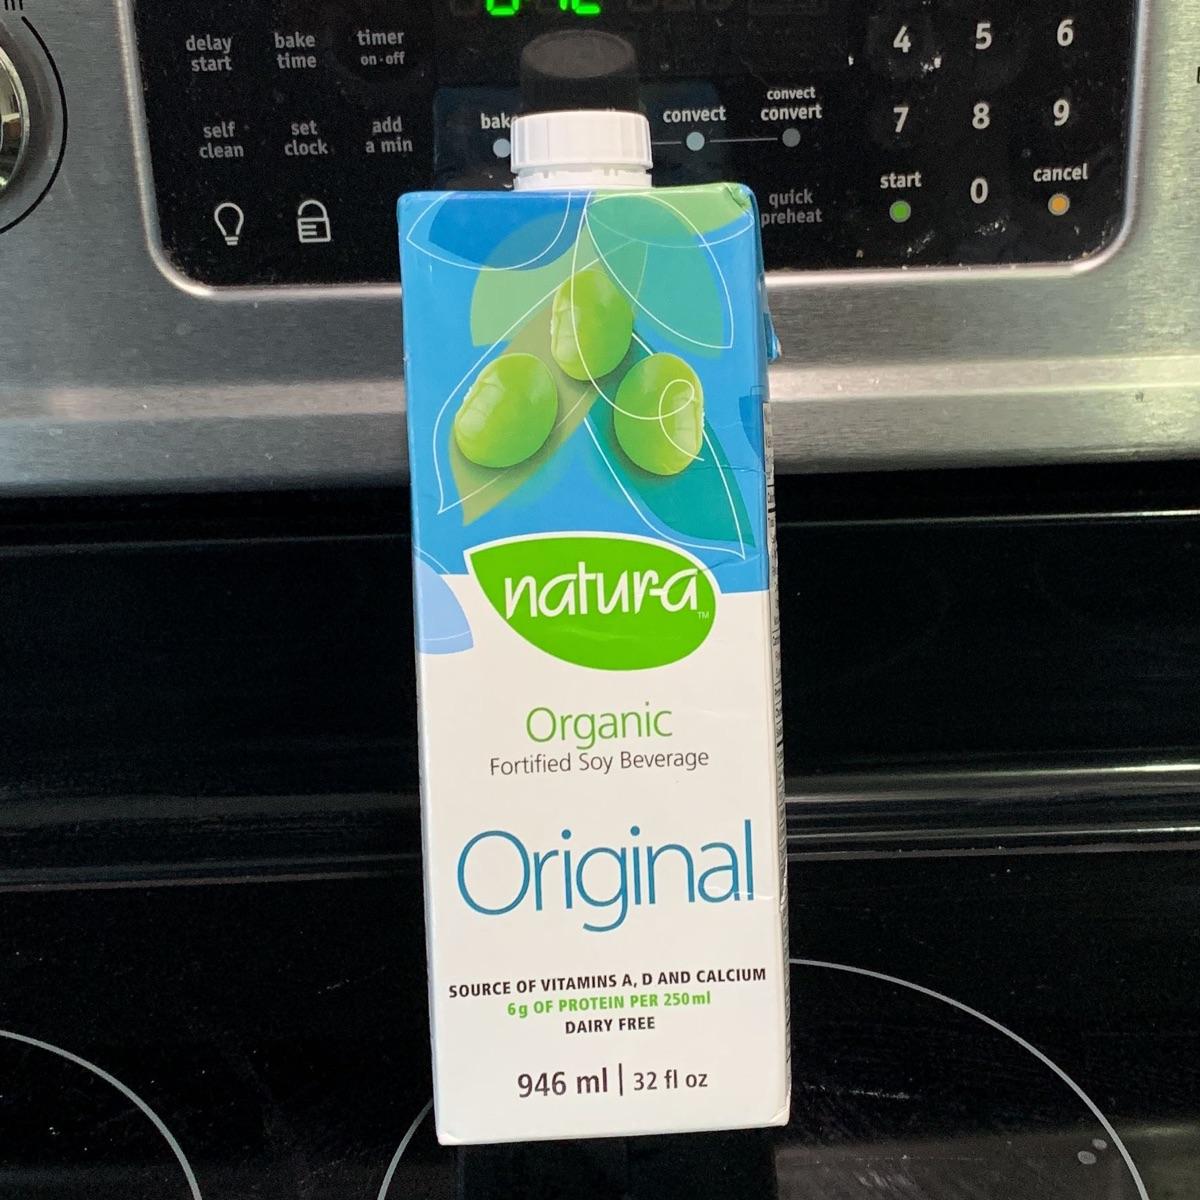 delay start
bake time
timer on·off
4 5 6
self clean
set clock
add a min
convect
convect convert
7 8 9
quick preheat
start
0
cancel
natur-a™
Organic
Fortified Soy Beverage
Original
SOURCE OF VITAMINS A, D AND CALCIUM
6g OF PROTEIN PER 250ml
DAIRY FREE
946 ml | 32 fl oz